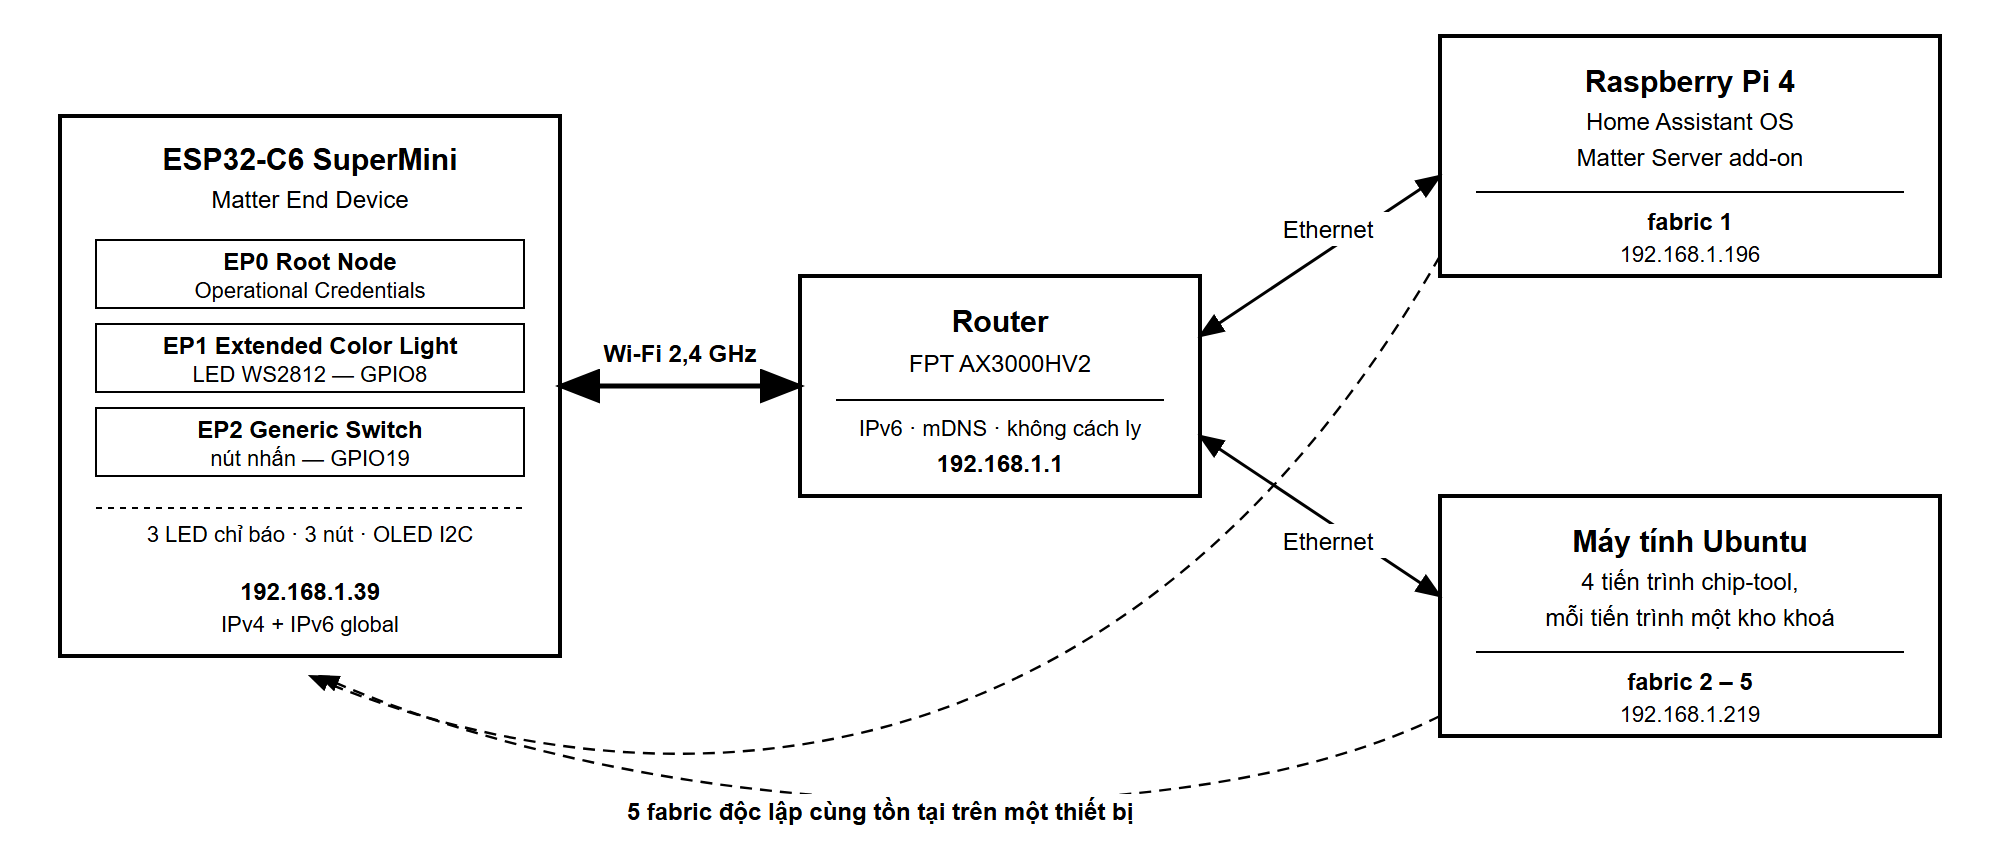 ESP32-C6 SuperMini
Matter End Device
EP0 Root Node
Operational Credentials
EP1 Extended Color Light
LED WS2812 — GPIO8
EP2 Generic Switch
nút nhấn — GPIO19
3 LED chỉ báo · 3 nút · OLED I2C
192.168.1.39
IPv4 + IPv6 global
Wi-Fi 2,4 GHz
Router
FPT AX3000HV2
IPv6 · mDNS · không cách ly
192.168.1.1
Ethernet
Ethernet
Raspberry Pi 4
Home Assistant OS
Matter Server add-on
fabric 1
192.168.1.196
Máy tính Ubuntu
4 tiến trình chip-tool,
mỗi tiến trình một kho khoá
fabric 2 – 5
192.168.1.219
5 fabric độc lập cùng tồn tại trên một thiết bị